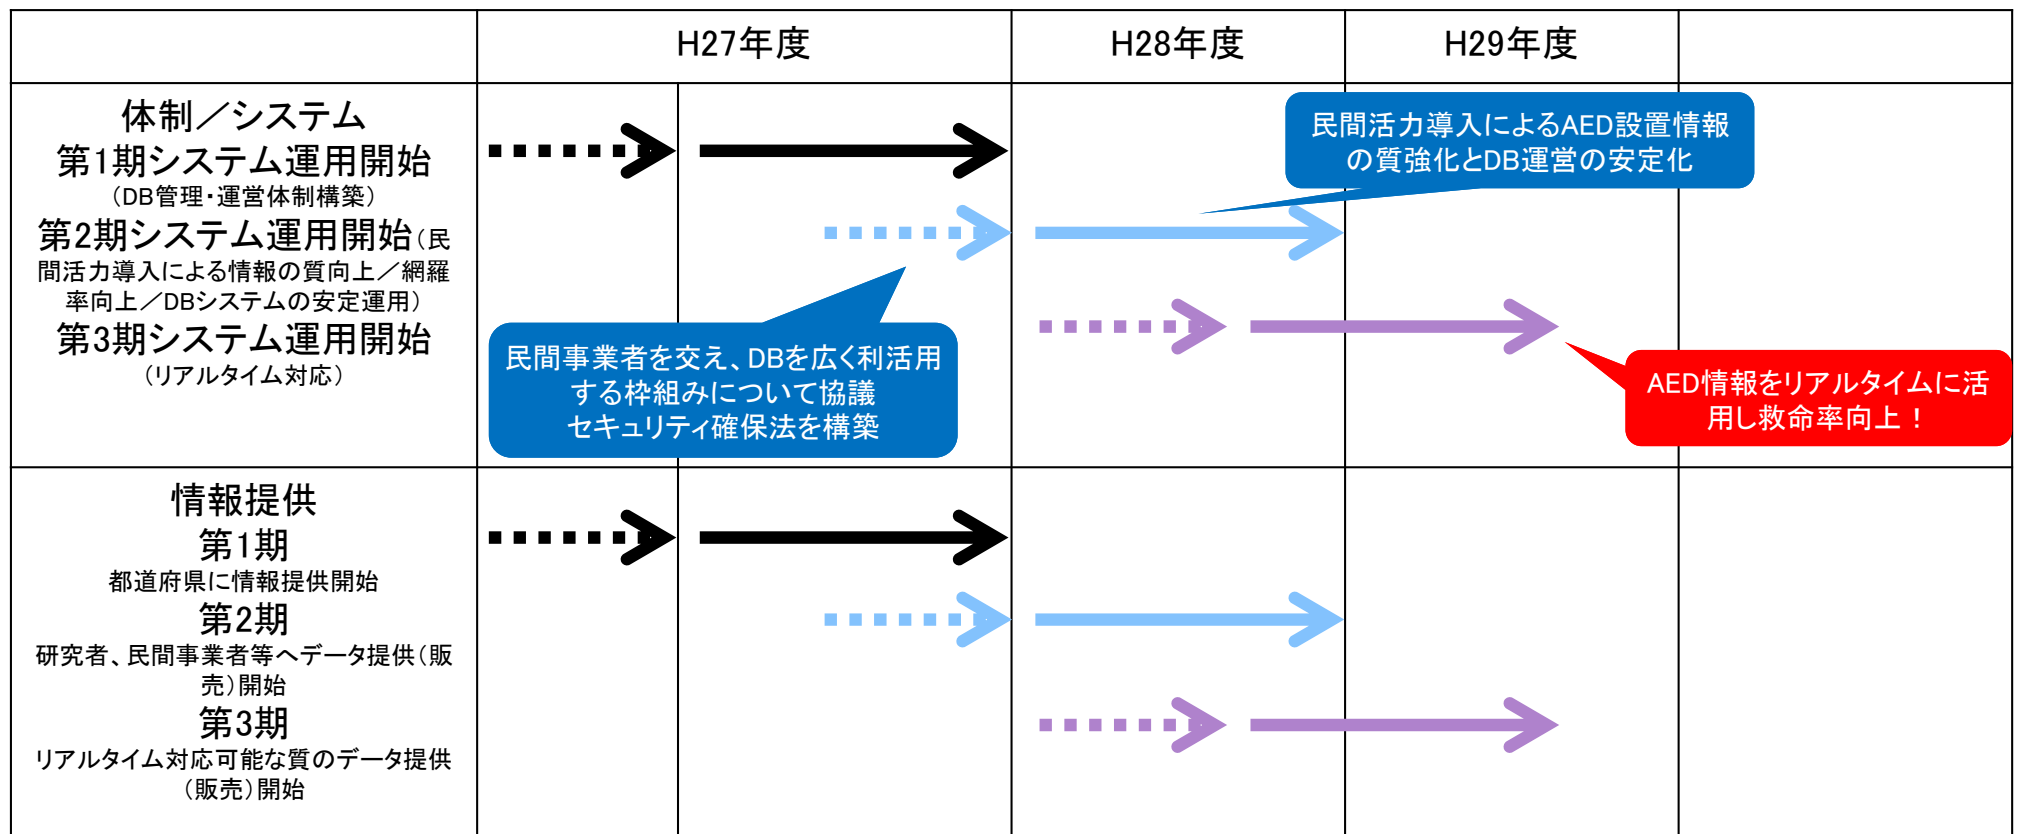 H27年度
H28年度
H29年度
体制／システム
第1期システム運用開始
（DB管理・運営体制構築）
第2期システム運用開始（民
間活力導入による情報の質向上／網羅
率向上／DBシステムの安定運用）
第3期システム運用開始
（リアルタイム対応）
民間活力導入によるAED設置情報
の質強化とDB運営の安定化
民間事業者を交え、DBを広く利活用
する枠組みについて協議
セキュリティ確保法を構築
AED情報をリアルタイムに活
用し救命率向上！
情報提供
第1期
都道府県に情報提供開始
第2期
研究者、民間事業者等へデータ提供（販
売）開始
第3期
リアルタイム対応可能な質のデータ提供
（販売）開始